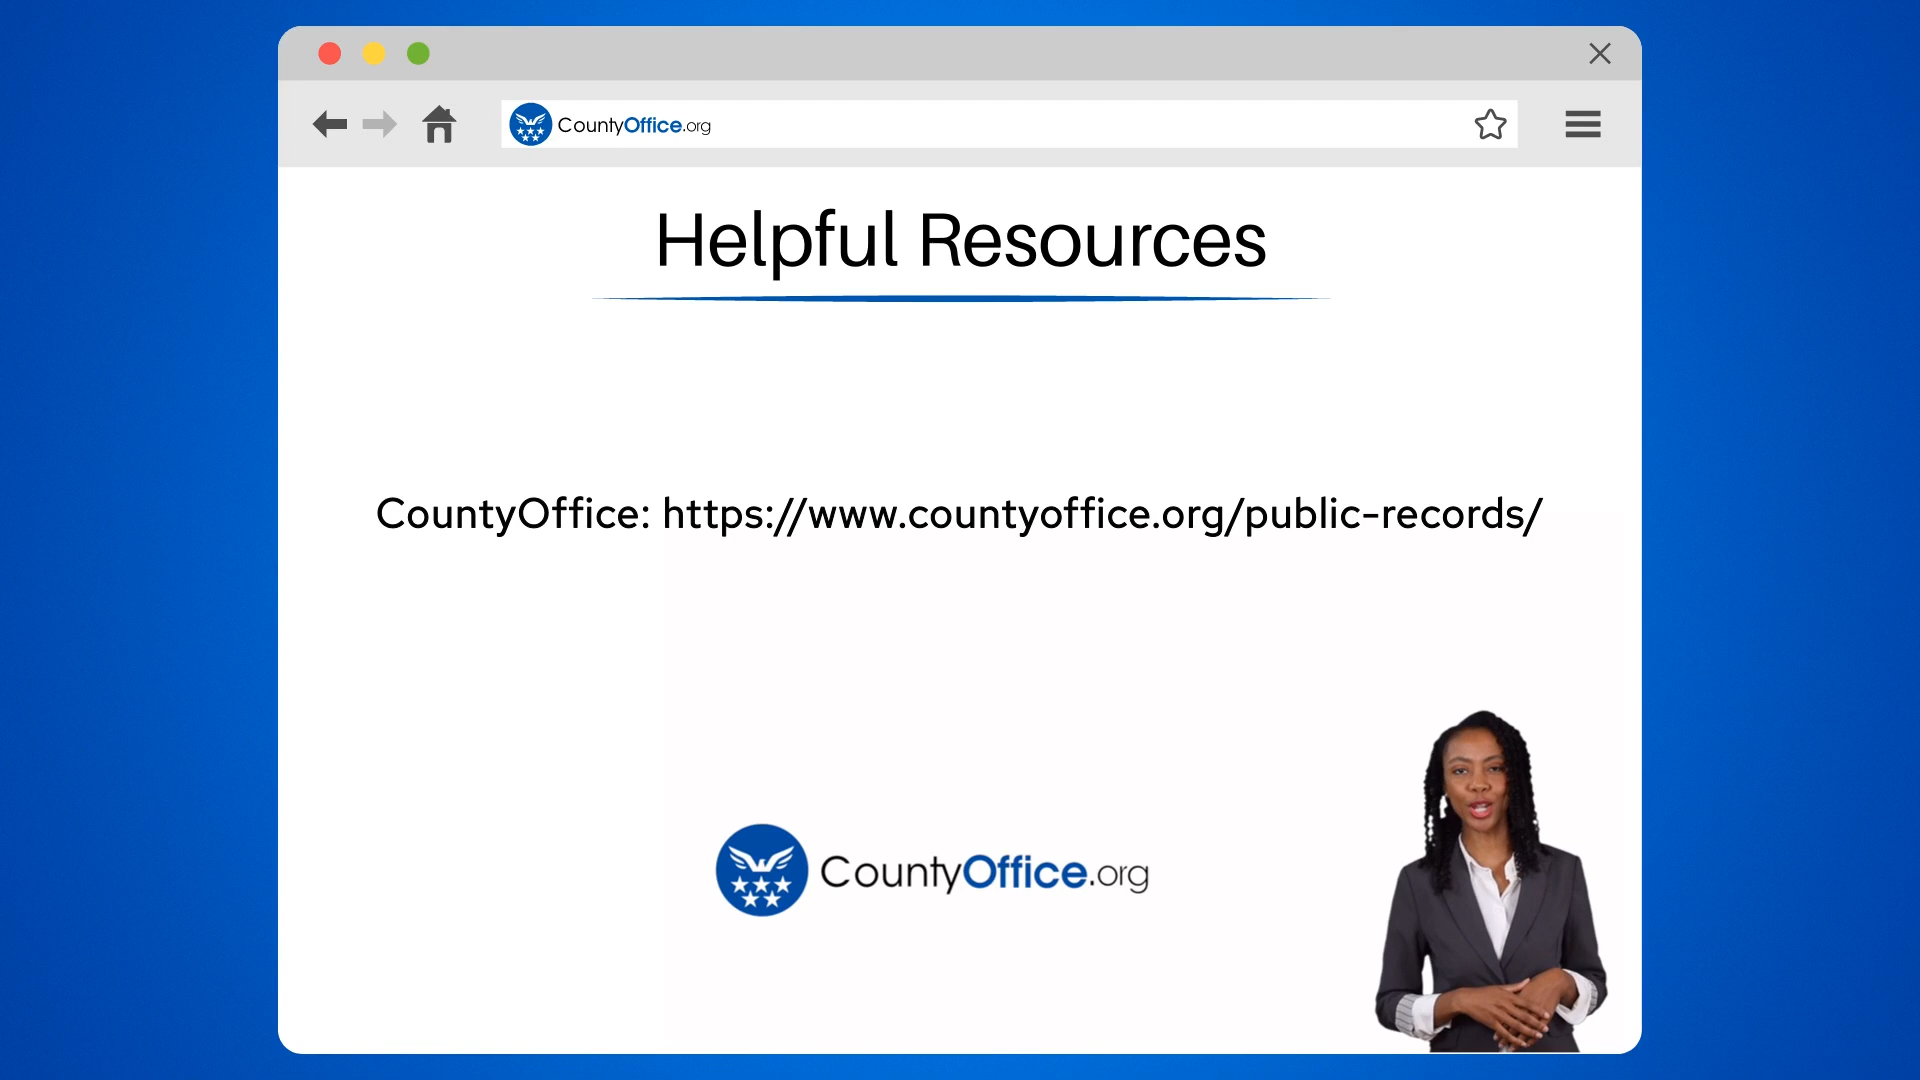 CountyOffice.org
Helpful Resources
CountyOffice: https://www.countyoffice.org/public-records/
CountyOffice.org